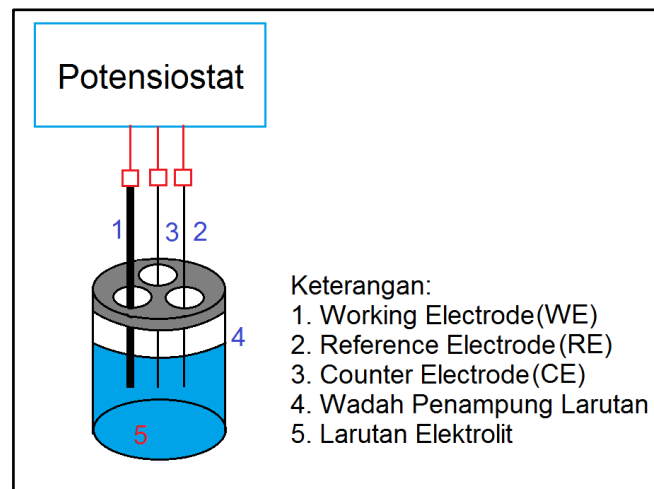 Potensiostat
1
3
2
4
5
Keterangan:
1. Working Electrode(WE)
2. Reference Electrode(RE)
3. Counter Electrode(CE)
4. Wadah Penampung Larutan
5. Larutan Elektrolit